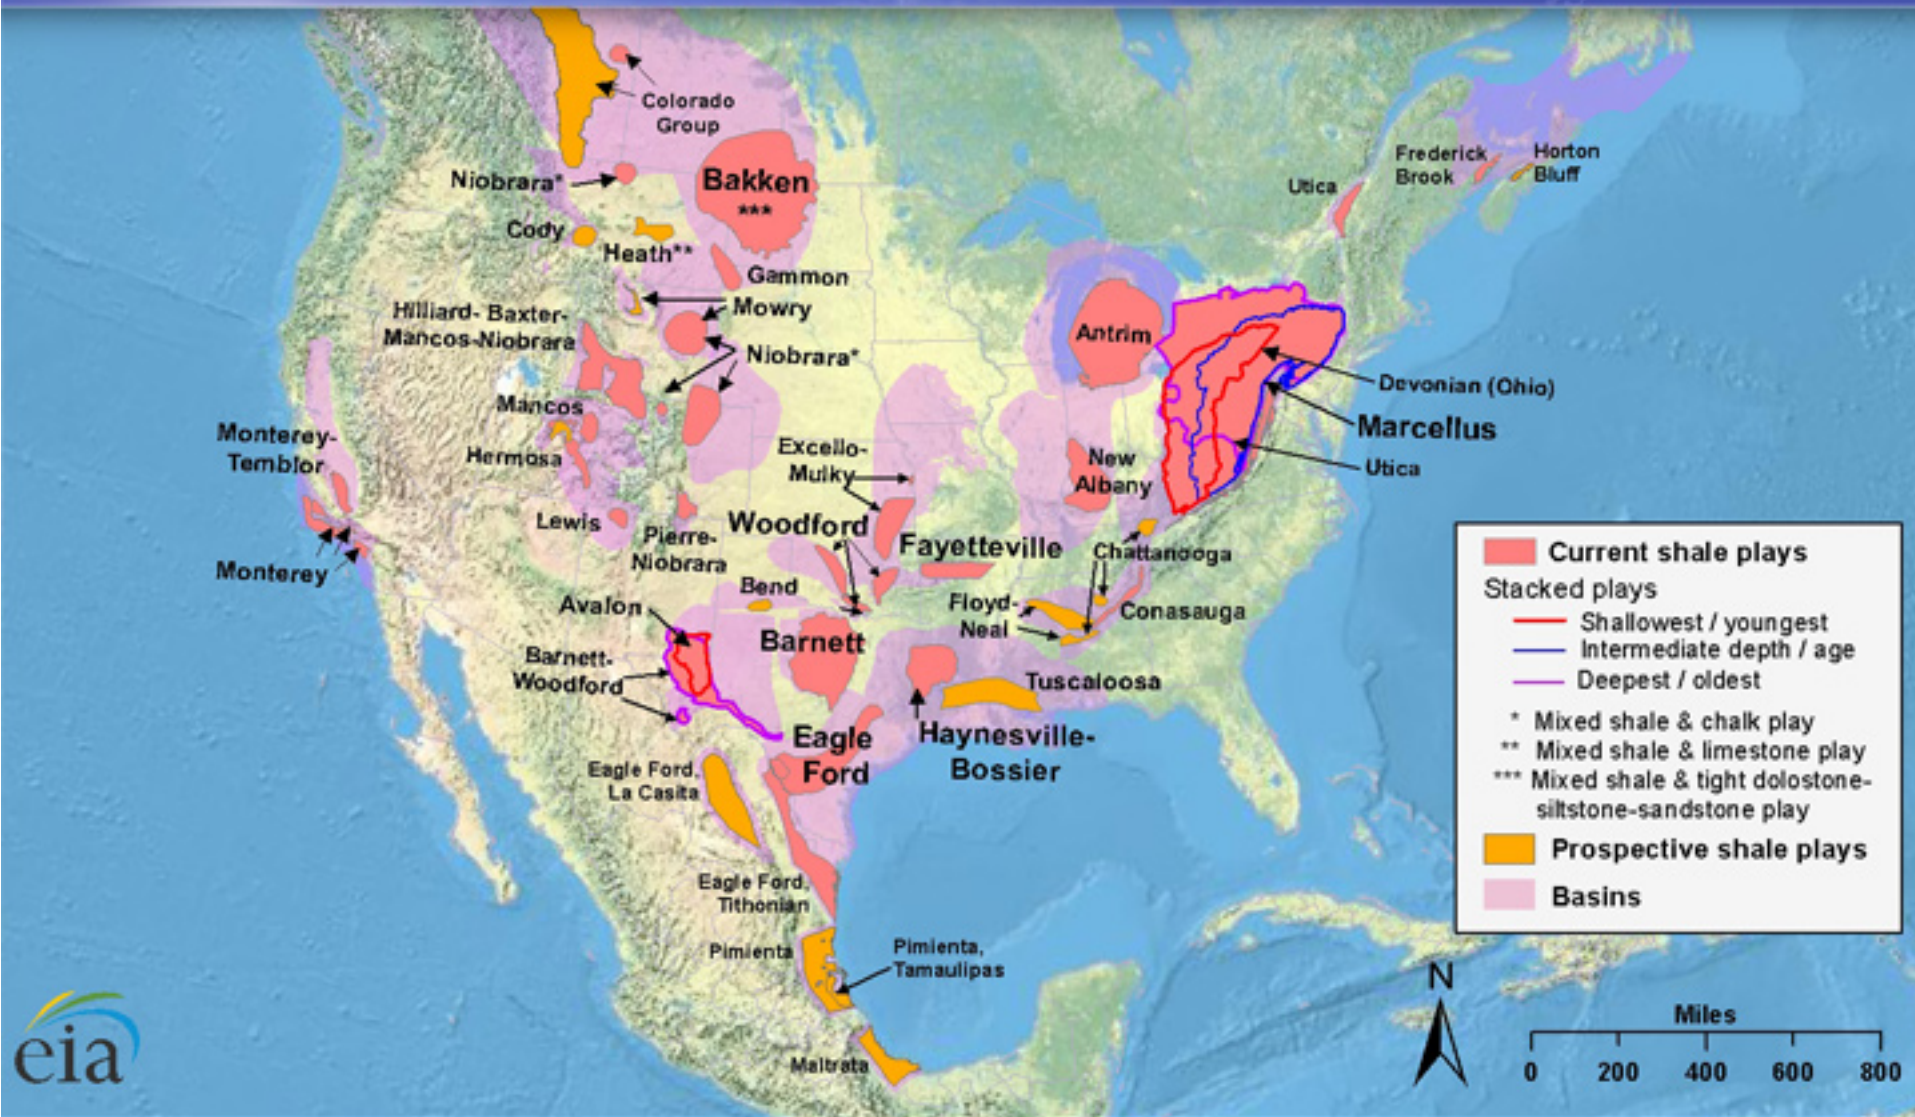 Colorado
Group
Niobrara*
Bakken
***
Frederick
Brook
Horton
Bluff
Utica
Cody
Heath**
Gammon
Mowry
Hilliard- Baxter-
Mancos-Niobrara
Niobrara*
Antrim
Devonian (Ohio)
Marcellus
Utica
Mancos
Hermosa
Monterey-
Temblor
Excello-
Mulky
New
Albany
Lewis
Pierre-
Niobrara
Woodford
Fayetteville
Chattanooga
Monterey
Bend
Avalon
Floyd-
Neal
Conasauga
Barnett
Barnett-
Woodford
Tuscaloosa
Eagle
Ford
Haynesville-
Bossier
Eagle Ford,
La Casita
Eagle Ford,
Tithonian
Pimienta
Pimienta,
Tamaulipas
Maltrata
Current shale plays
Stacked plays
Shallowest / youngest
Intermediate depth / age
Deepest / oldest
* Mixed shale & chalk play
** Mixed shale & limestone play
*** Mixed shale & tight dolostone-
siltstone-sandstone play
Prospective shale plays
Basins
N
Miles
0 200 400 600 800
eia